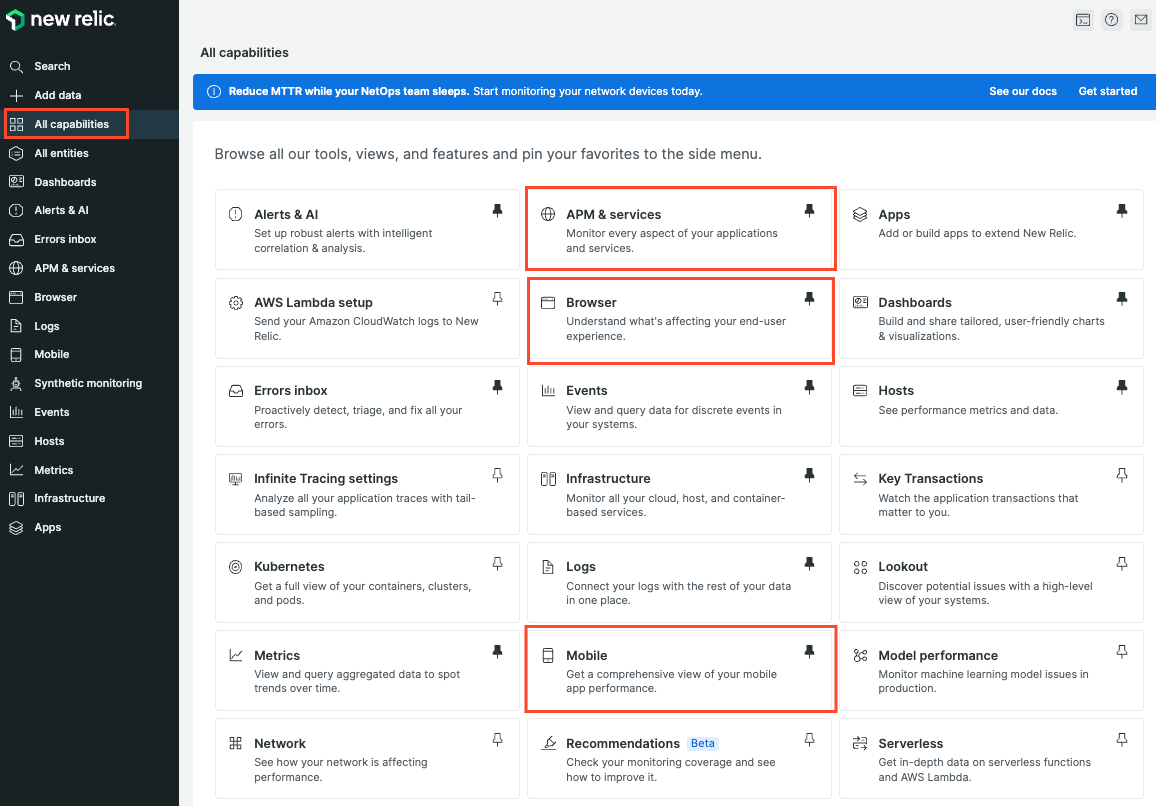 new relic
Search
Add data
All capabilities
All entities
Dashboards
Alerts & AI
Errors inbox
APM & services
Browser
Logs
Mobile
Synthetic monitoring
Events
Hosts
Metrics
Infrastructure
Apps
All capabilities
Reduce MTTR while your NetOps team sleeps. Start monitoring your network devices today. See our docs Get started
Browse all our tools, views, and features and pin your favorites to the side menu.
Alerts & AI
Set up robust alerts with intelligent
correlation & analysis.
APM & services
Monitor every aspect of your applications
and services.
Apps
Add or build apps to extend New Relic.
AWS Lambda setup
Send your Amazon CloudWatch logs to New
Relic.
Browser
Understand what's affecting your end-user
experience.
Dashboards
Build and share tailored, user-friendly charts
& visualizations.
Errors inbox
Proactively detect, triage, and fix all your
errors.
Events
View and query data for discrete events in
your systems.
Hosts
See performance metrics and data.
Infinite Tracing settings
Analyze all your application traces with tail-
based sampling.
Infrastructure
Monitor all your cloud, host, and container-
based services.
Key Transactions
Watch the application transactions that
matter to you.
Kubernetes
Get a full view of your containers, clusters,
and pods.
Logs
Connect your logs with the rest of your data
in one place.
Lookout
Discover potential issues with a high-level
view of your systems.
Metrics
View and query aggregated data to spot
trends over time.
Mobile
Get a comprehensive view of your mobile
app performance.
Model performance
Monitor machine learning model issues in
production.
Network
See how your network is affecting
performance.
Recommendations Beta
Check your monitoring coverage and see
how to improve it.
Serverless
Get in-depth data on serverless functions
and AWS Lambda.